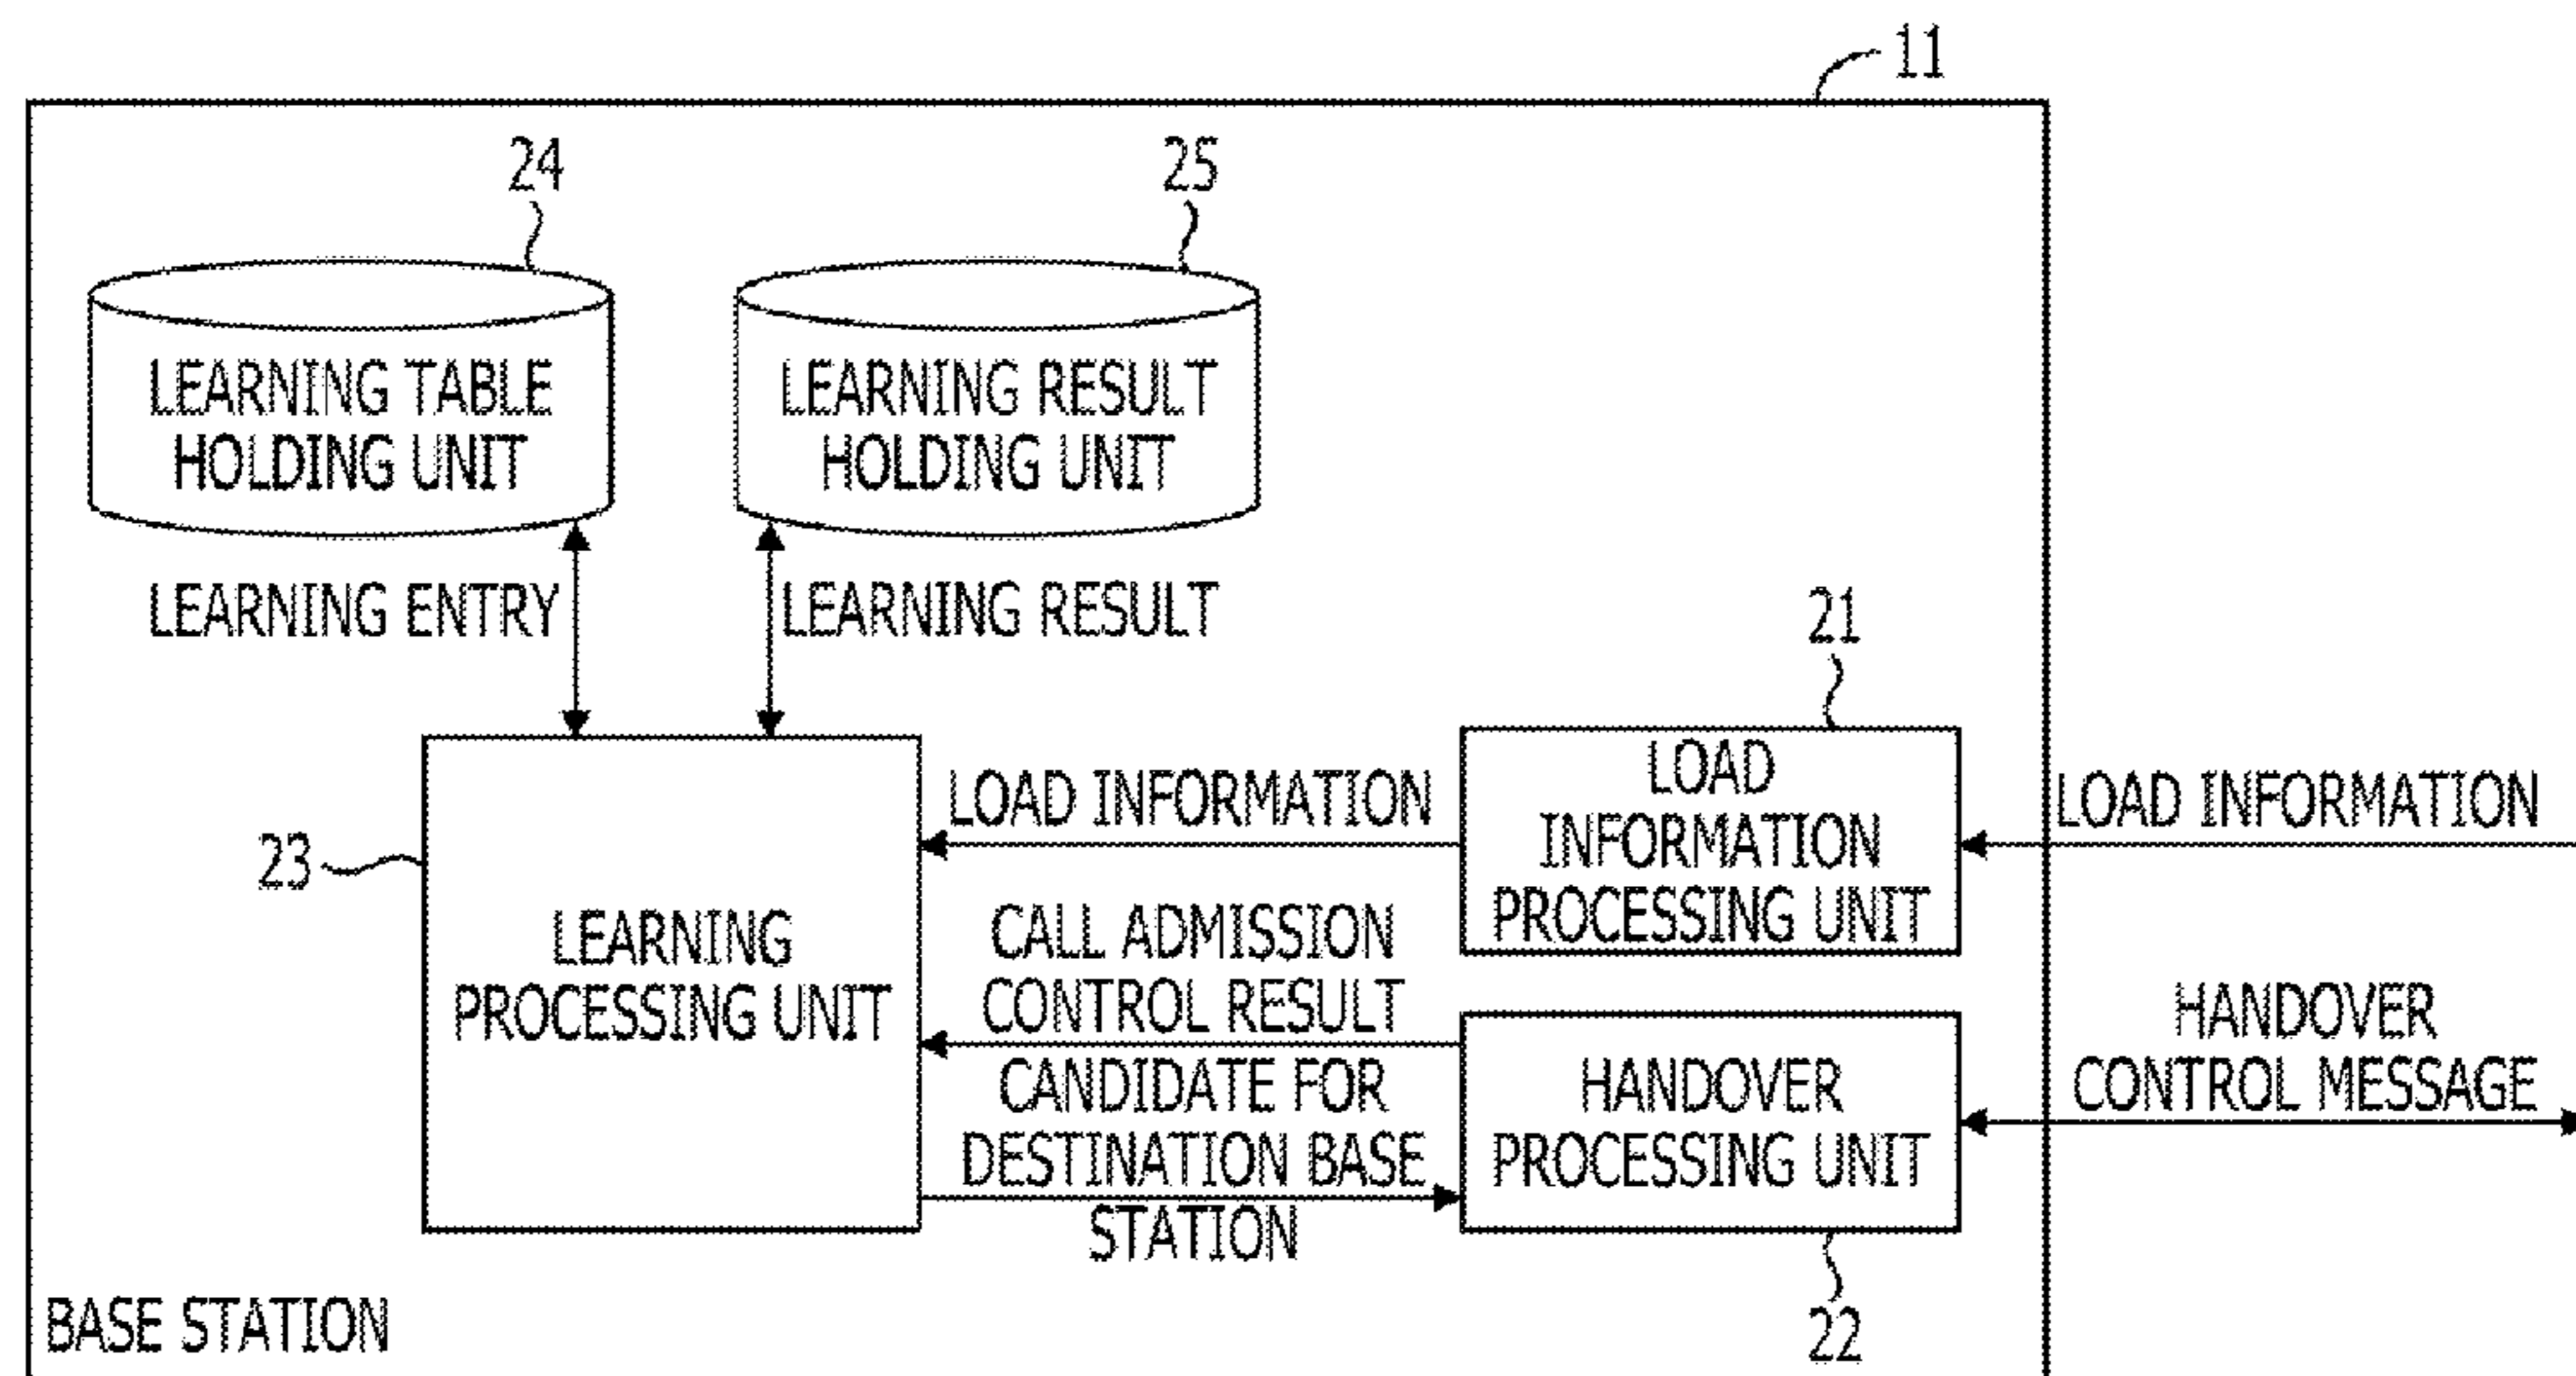 11
24
25
LEARNING TABLE
HOLDING UNIT
LEARNING RESULT
HOLDING UNIT
LEARNING ENTRY
LEARNING RESULT
21
LOAD
INFORMATION
PROCESSING UNIT
LOAD INFORMATION
LOAD INFORMATION
23
LEARNING
PROCESSING UNIT
CALL ADMISSION
CONTROL RESULT
CANDIDATE FOR
DESTINATION BASE
STATION
HANDOVER
PROCESSING UNIT
HANDOVER
CONTROL MESSAGE
22
BASE STATION